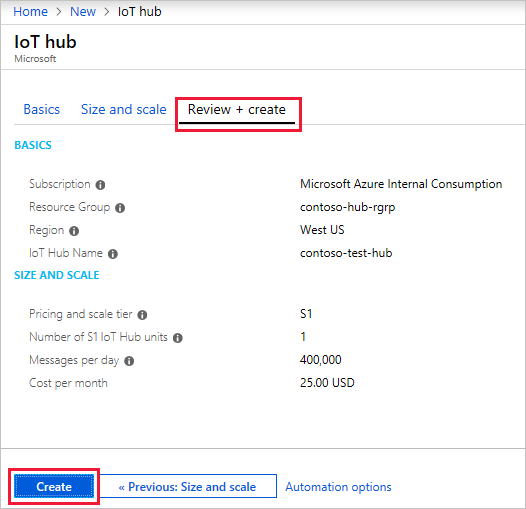 Home > New > IoT hub
IoT hub
Microsoft
Basics Size and scale Review + create
BASICS
Subscription Microsoft Azure Internal Consumption
Resource Group contoso-hub-rgrp
Region West US
IoT Hub Name contoso-test-hub
SIZE AND SCALE
Pricing and scale tier S1
Number of S1 IoT Hub units 1
Messages per day 400,000
Cost per month 25.00 USD
Create « Previous: Size and scale Automation options